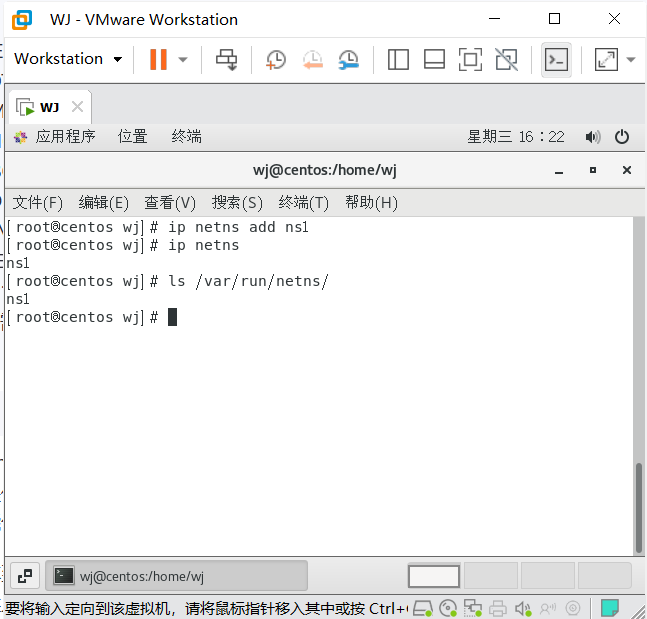 WJ - VMware Workstation
Workstation
WJ
应用程序 位置 终端 星期三 16：22
wj@centos:/home/wj
文件(F) 编辑(E) 查看(V) 搜索(S) 终端(T) 帮助(H)
[root@centos wj]# ip netns add ns1
[root@centos wj]# ip netns
ns1
[root@centos wj]# ls /var/run/netns/
ns1
[root@centos wj]#
wj@centos:/home/wj
要将输入定向到该虚拟机，请将鼠标指针移入其中或按 Ctrl+